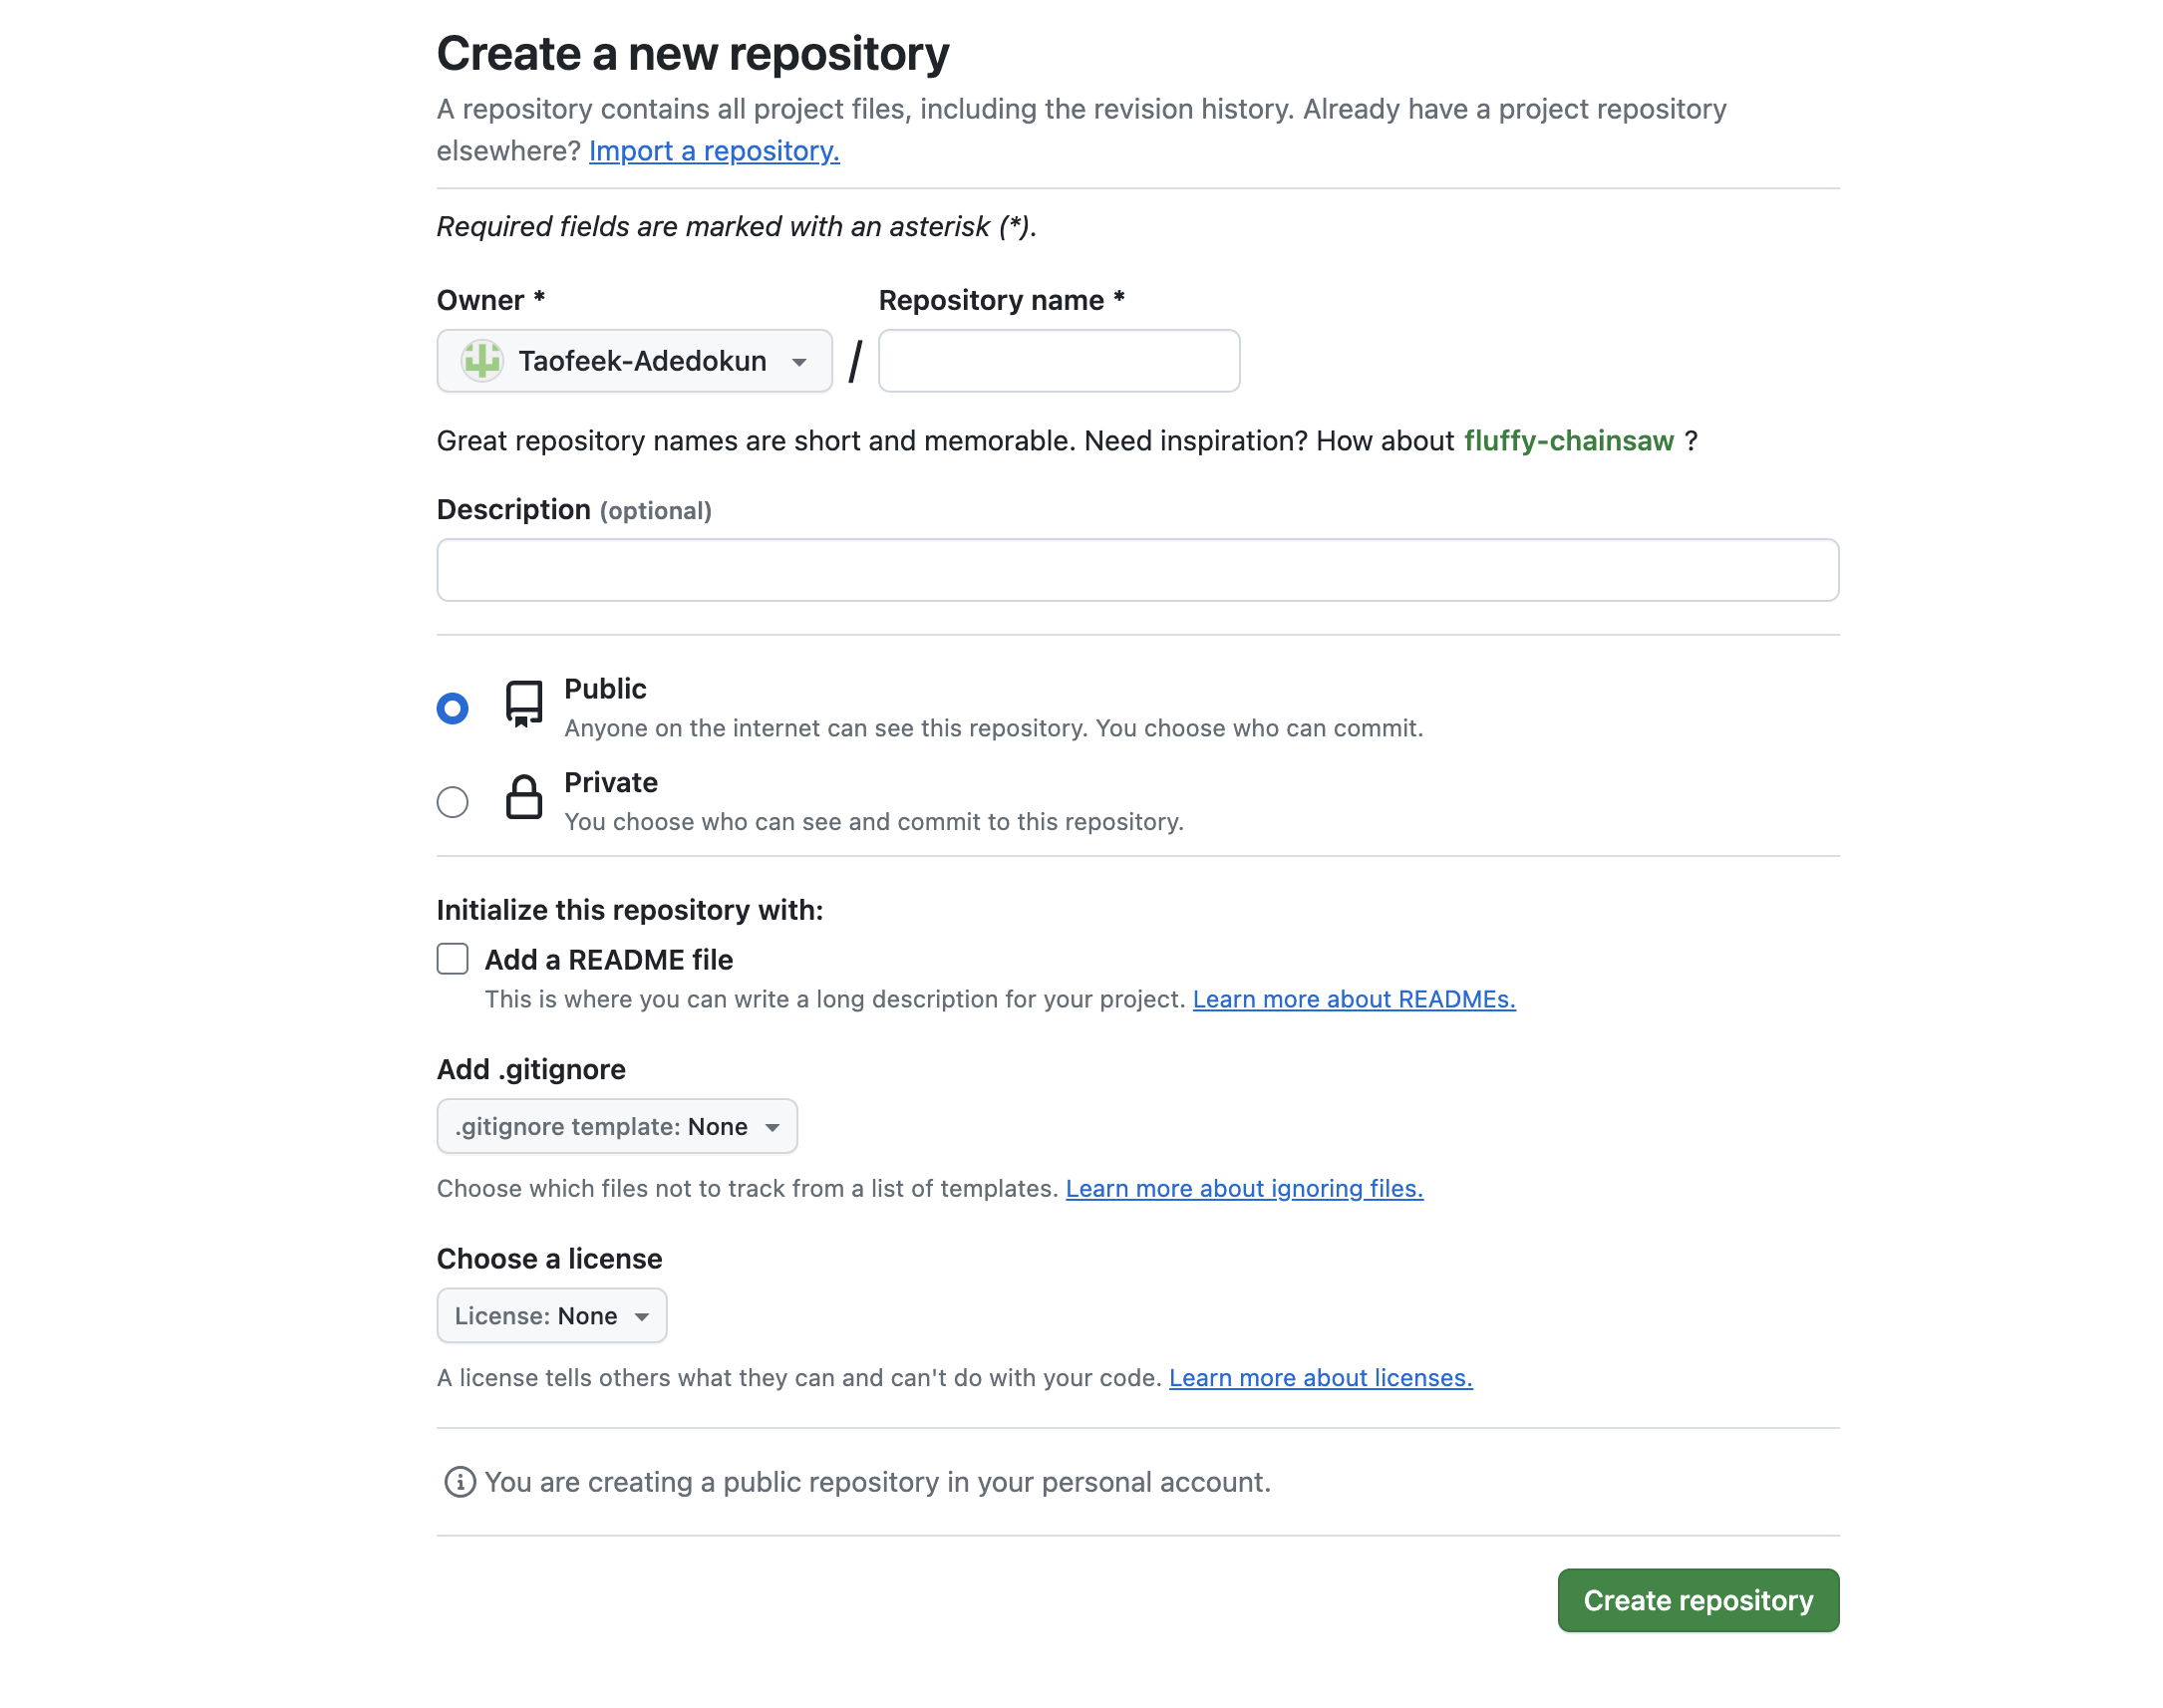 Create a new repository
A repository contains all project files, including the revision history. Already have a project repository
elsewhere? Import a repository.
Required fields are marked with an asterisk (*).
Owner * Repository name *
Taofeek-Adedokun /
Great repository names are short and memorable. Need inspiration? How about fluffy-chainsaw ?
Description (optional)
Public
Anyone on the internet can see this repository. You choose who can commit.
Private
You choose who can see and commit to this repository.
Initialize this repository with:
Add a README file
This is where you can write a long description for your project. Learn more about READMEs.
Add .gitignore
.gitignore template: None
Choose which files not to track from a list of templates. Learn more about ignoring files.
Choose a license
License: None
A license tells others what they can and can't do with your code. Learn more about licenses.
You are creating a public repository in your personal account.
Create repository